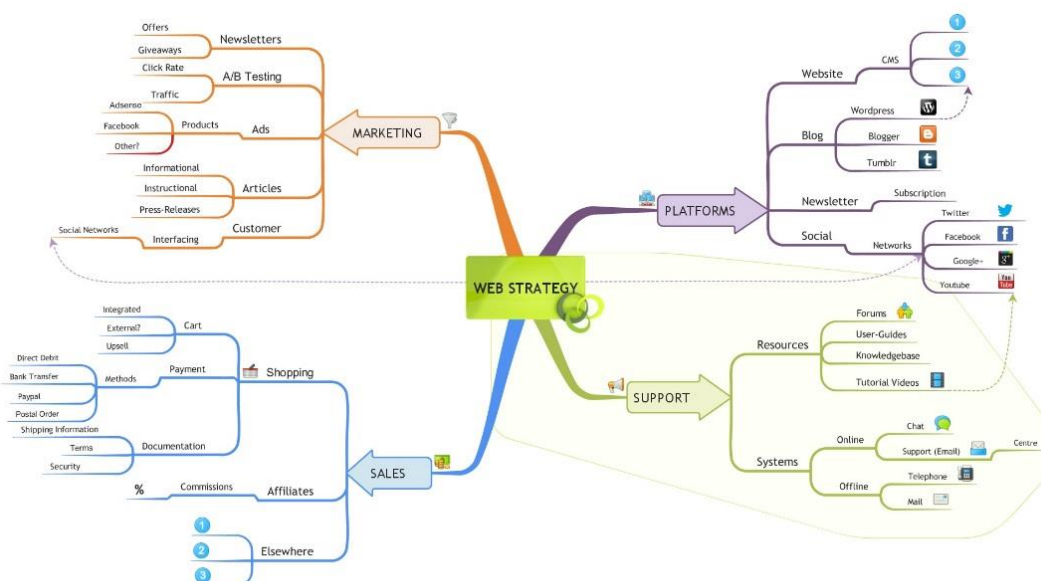 WEB STRATEGY
MARKETING
Newsletters
Offers
Giveaways
A/B Testing
Click Rate
Traffic
Ads
Products
Adsense
Facebook
Other?
Articles
Informational
Instructional
Press-Releases
Customer
Interfacing
Social Networks
PLATFORMS
Website
CMS
1
2
3
Blog
Wordpress
Blogger
Tumblr
Newsletter
Subscription
Social
Networks
Twitter
Facebook
Google+
Youtube
You
Tube
SUPPORT
Resources
Forums
User-Guides
Knowledgebase
Tutorial Videos
Systems
Online
Chat
Support (Email)
Centre
Offline
Telephone
Mail
SALES
Shopping
Cart
Integrated
External?
Upsell
Payment
Methods
Direct Debit
Bank Transfer
Paypal
Postal Order
Documentation
Shipping Information
Terms
Security
Affiliates
Commissions
%
Elsewhere
1
2
3